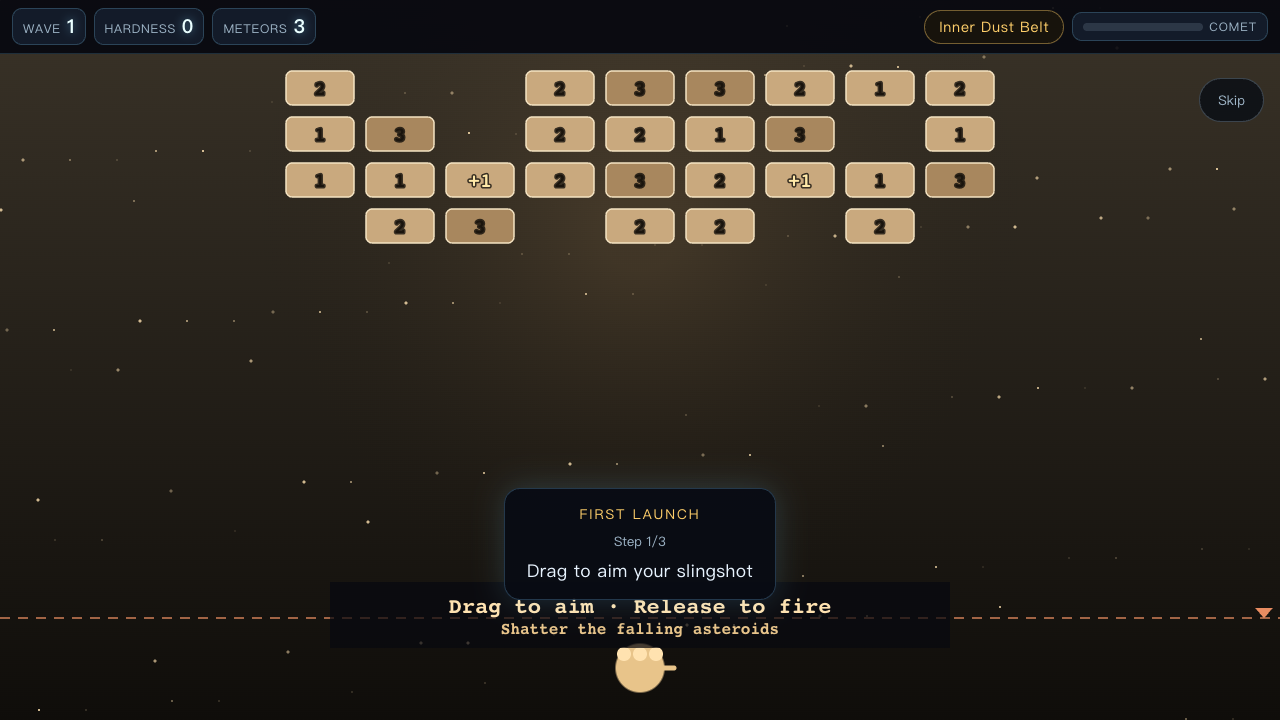 WAVE 1 HARDNESS 0 METEORS 3 Inner Dust Belt COMET
2 2 3 3 2 1 2
Skip
1 3 2 2 1 3 1
1 1 +1 2 3 2 +1 1 3
2 3 2 2 2
FIRST LAUNCH
Step 1/3
Drag to aim your slingshot
Drag to aim · Release to fire
Shatter the falling asteroids